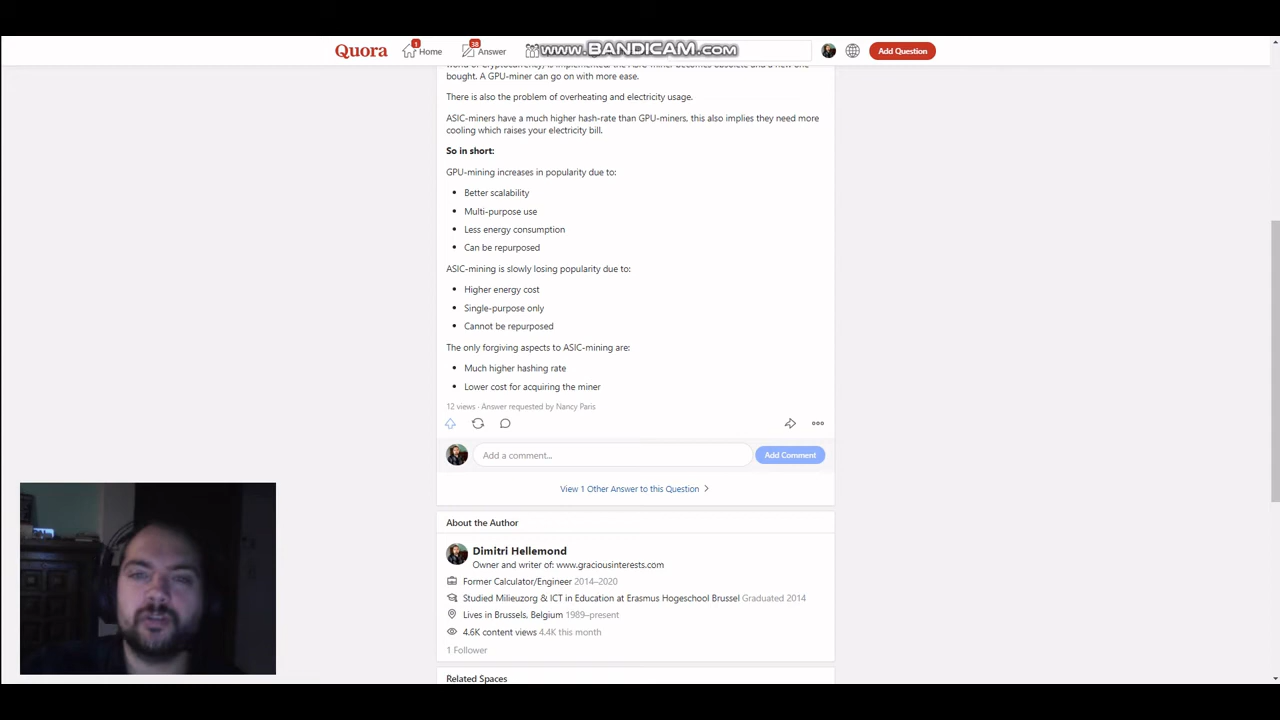 Quora
1
Home
38
Answer
www.BANDICAM.com
Add Question
bought. A GPU-miner can go on with more ease.
There is also the problem of overheating and electricity usage.
ASIC-miners have a much higher hash-rate than GPU-miners, this also implies they need more
cooling which raises your electricity bill.
So in short:
GPU-mining increases in popularity due to:
Better scalability
Multi-purpose use
Less energy consumption
Can be repurposed
ASIC-mining is slowly losing popularity due to:
Higher energy cost
Single-purpose only
Cannot be repurposed
The only forgiving aspects to ASIC-mining are:
Much higher hashing rate
Lower cost for acquiring the miner
12 views · Answer requested by Nancy Paris
Add a comment...
Add Comment
View 1 Other Answer to this Question
About the Author
Dimitri Hellemond
Owner and writer of: www.graciousinterests.com
Former Calculator/Engineer 2014–2020
Studied Milieuzorg & ICT in Education at Erasmus Hogeschool Brussel Graduated 2014
Lives in Brussels, Belgium 1989–present
4.6K content views 4.4K this month
1 Follower
Related Spaces